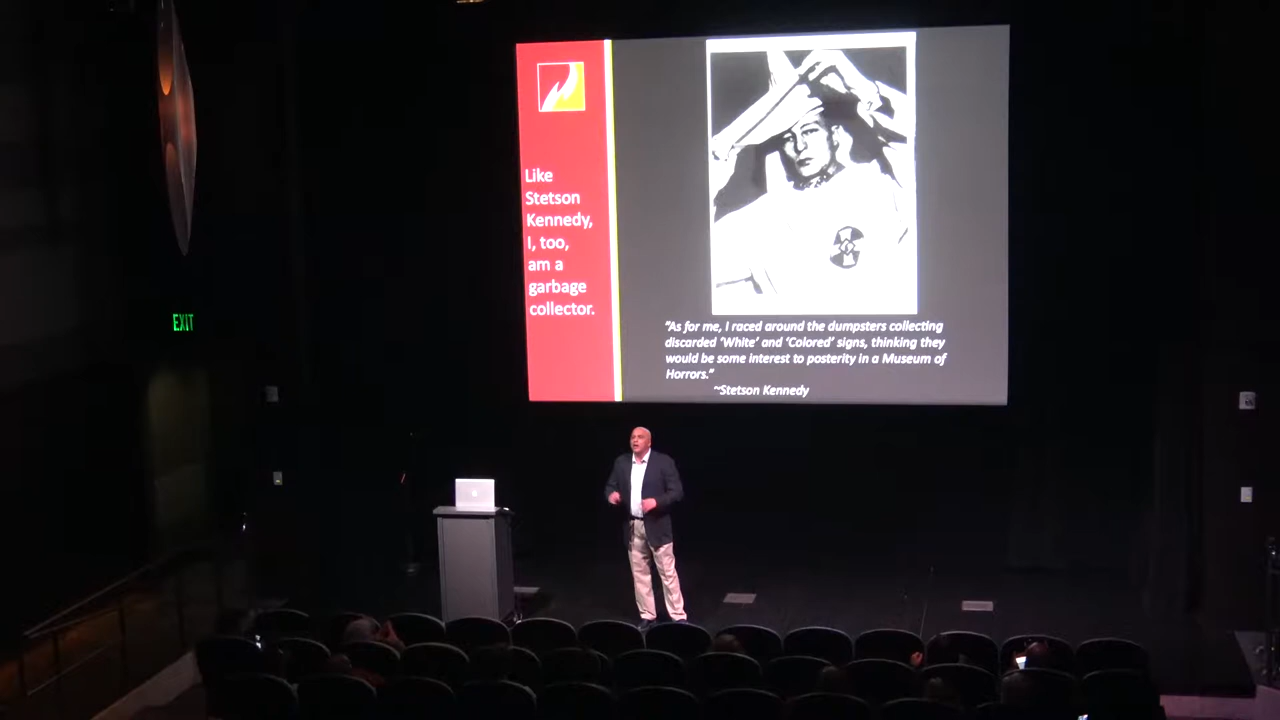 Like
Stetson
Kennedy,
I, too,
am a
garbage
collector.
"As for me, I raced around the dumpsters collecting
discarded 'White' and 'Colored' signs, thinking they
would be some interest to posterity in a Museum of
Horrors."
~Stetson Kennedy
EXIT